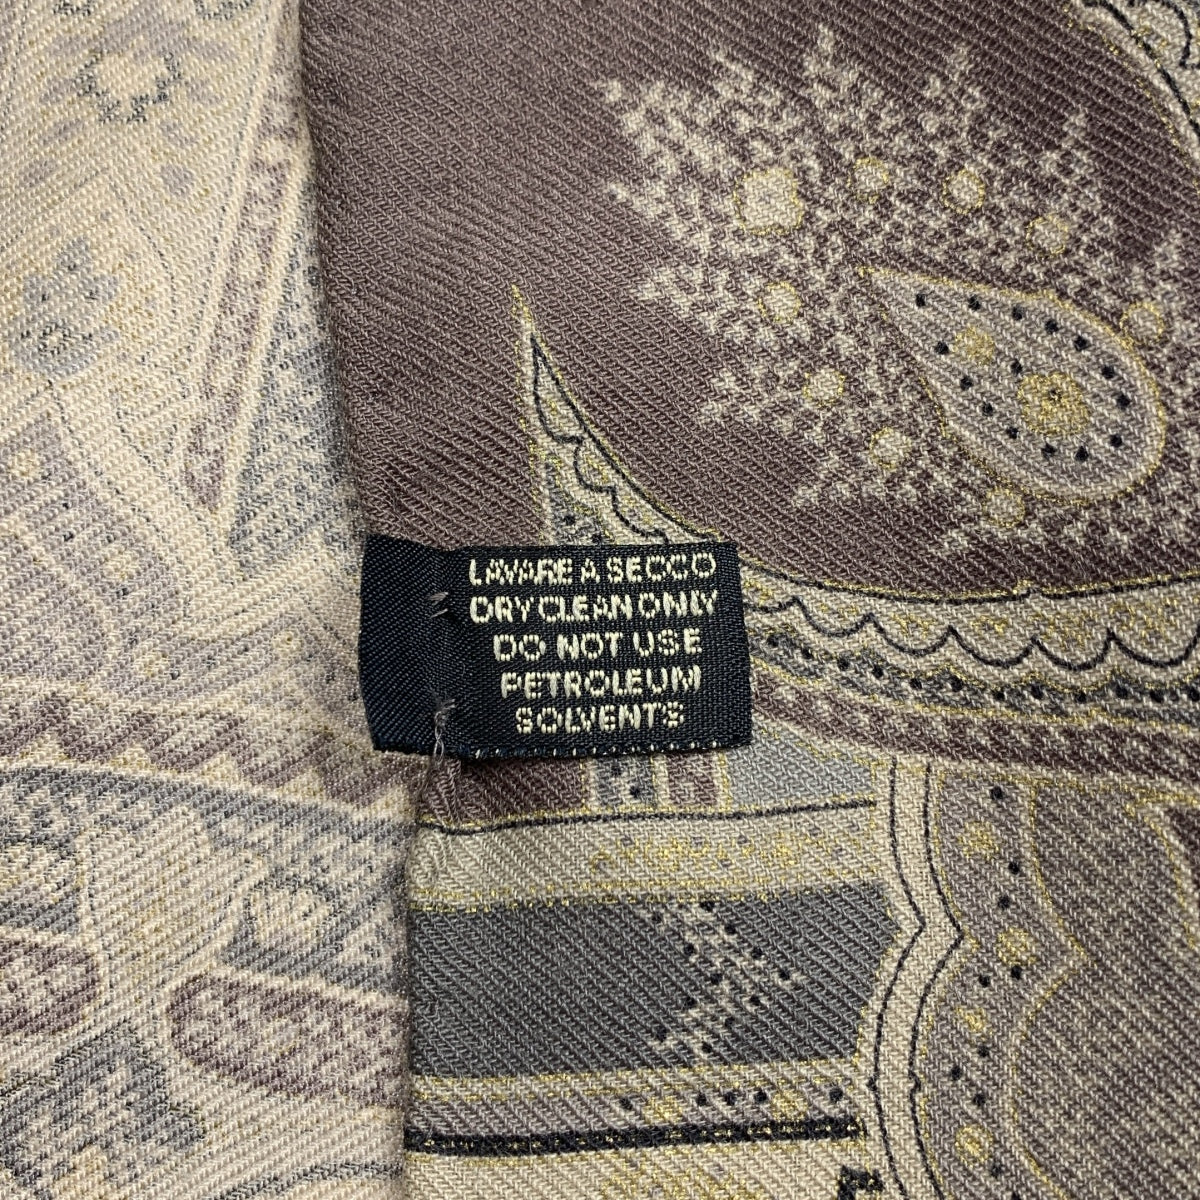 LAVARE A SECCO
DRY CLEAN ONLY
DO NOT USE
PETROLEUM
SOLVENTS